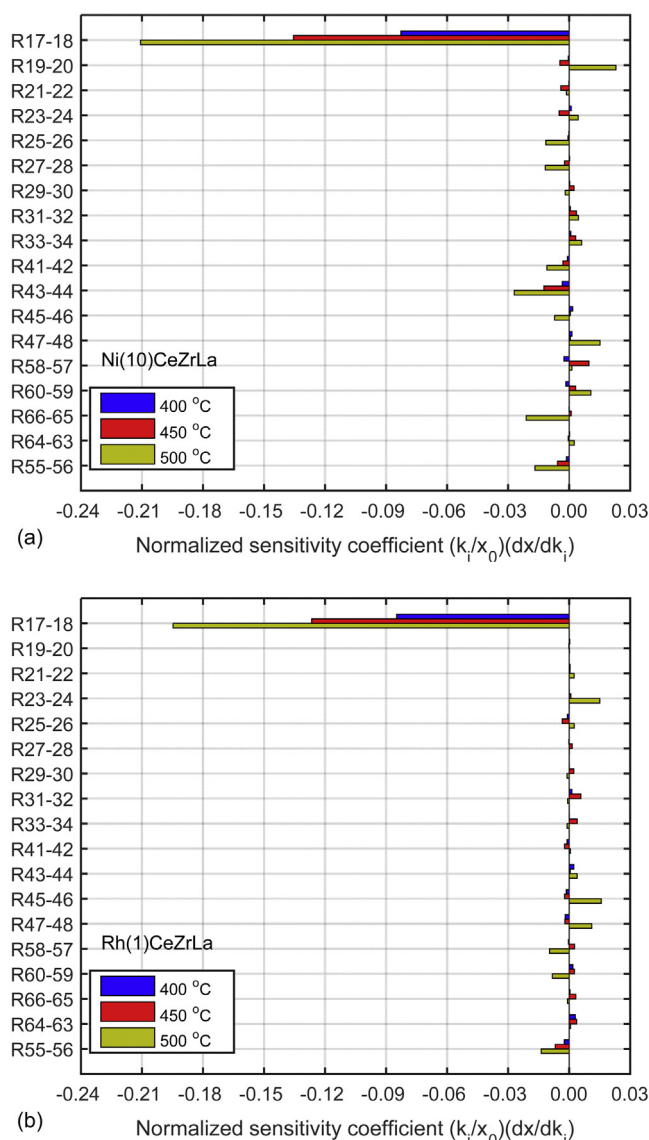 R17-18
R19-20
R21-22
R23-24
R25-26
R27-28
R29-30
R31-32
R33-34
R41-42
R43-44
R45-46
R47-48
R58-57
R60-59
R66-65
R64-63
R55-56
Ni(10)CeZrLa
400 °C
450 °C
500 °C
-0.24 -0.21 -0.18 -0.15 -0.12 -0.09 -0.06 -0.03 0.00 0.03
(a) Normalized sensitivity coefficient (k_i/x_0)(dx/dk_i)
R17-18
R19-20
R21-22
R23-24
R25-26
R27-28
R29-30
R31-32
R33-34
R41-42
R43-44
R45-46
R47-48
R58-57
R60-59
R66-65
R64-63
R55-56
Rh(1)CeZrLa
400 °C
450 °C
500 °C
-0.24 -0.21 -0.18 -0.15 -0.12 -0.09 -0.06 -0.03 0.00 0.03
(b) Normalized sensitivity coefficient (k_i/x_0)(dx/dk_i)